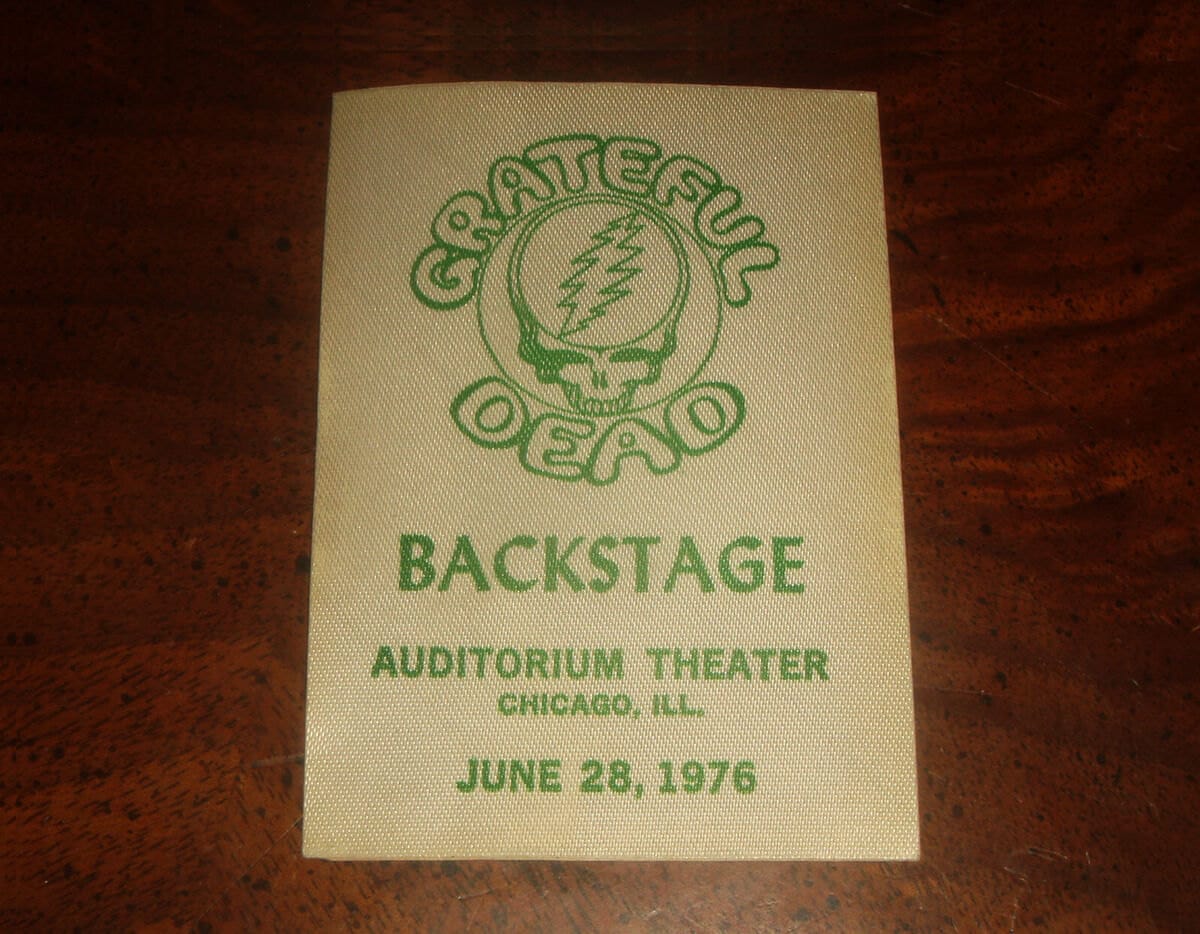 GRATEFUL
DEAD
BACKSTAGE
AUDITORIUM THEATER
CHICAGO, ILL.
JUNE 28, 1976